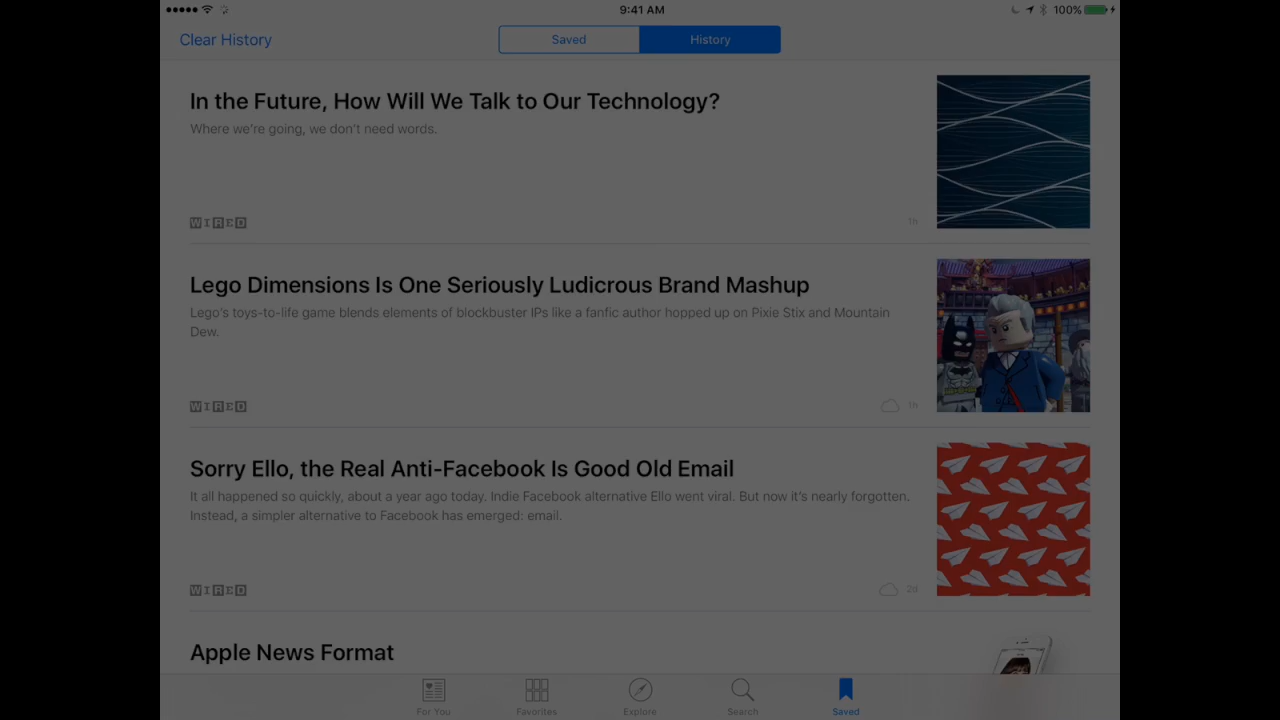 9:41 AM
100%
Clear History
Saved
History
In the Future, How Will We Talk to Our Technology?
Where we're going, we don't need words.
WIRED
1h
Lego Dimensions Is One Seriously Ludicrous Brand Mashup
Lego's toys-to-life game blends elements of blockbuster IPs like a fanfic author hopped up on Pixie Stix and Mountain
Dew.
WIRED
1h
Sorry Ello, the Real Anti-Facebook Is Good Old Email
It all happened so quickly, about a year ago today. Indie Facebook alternative Ello went viral. But now it's nearly forgotten.
Instead, a simpler alternative to Facebook has emerged: email.
WIRED
2d
Apple News Format
For You
Favorites
Explore
Search
Saved